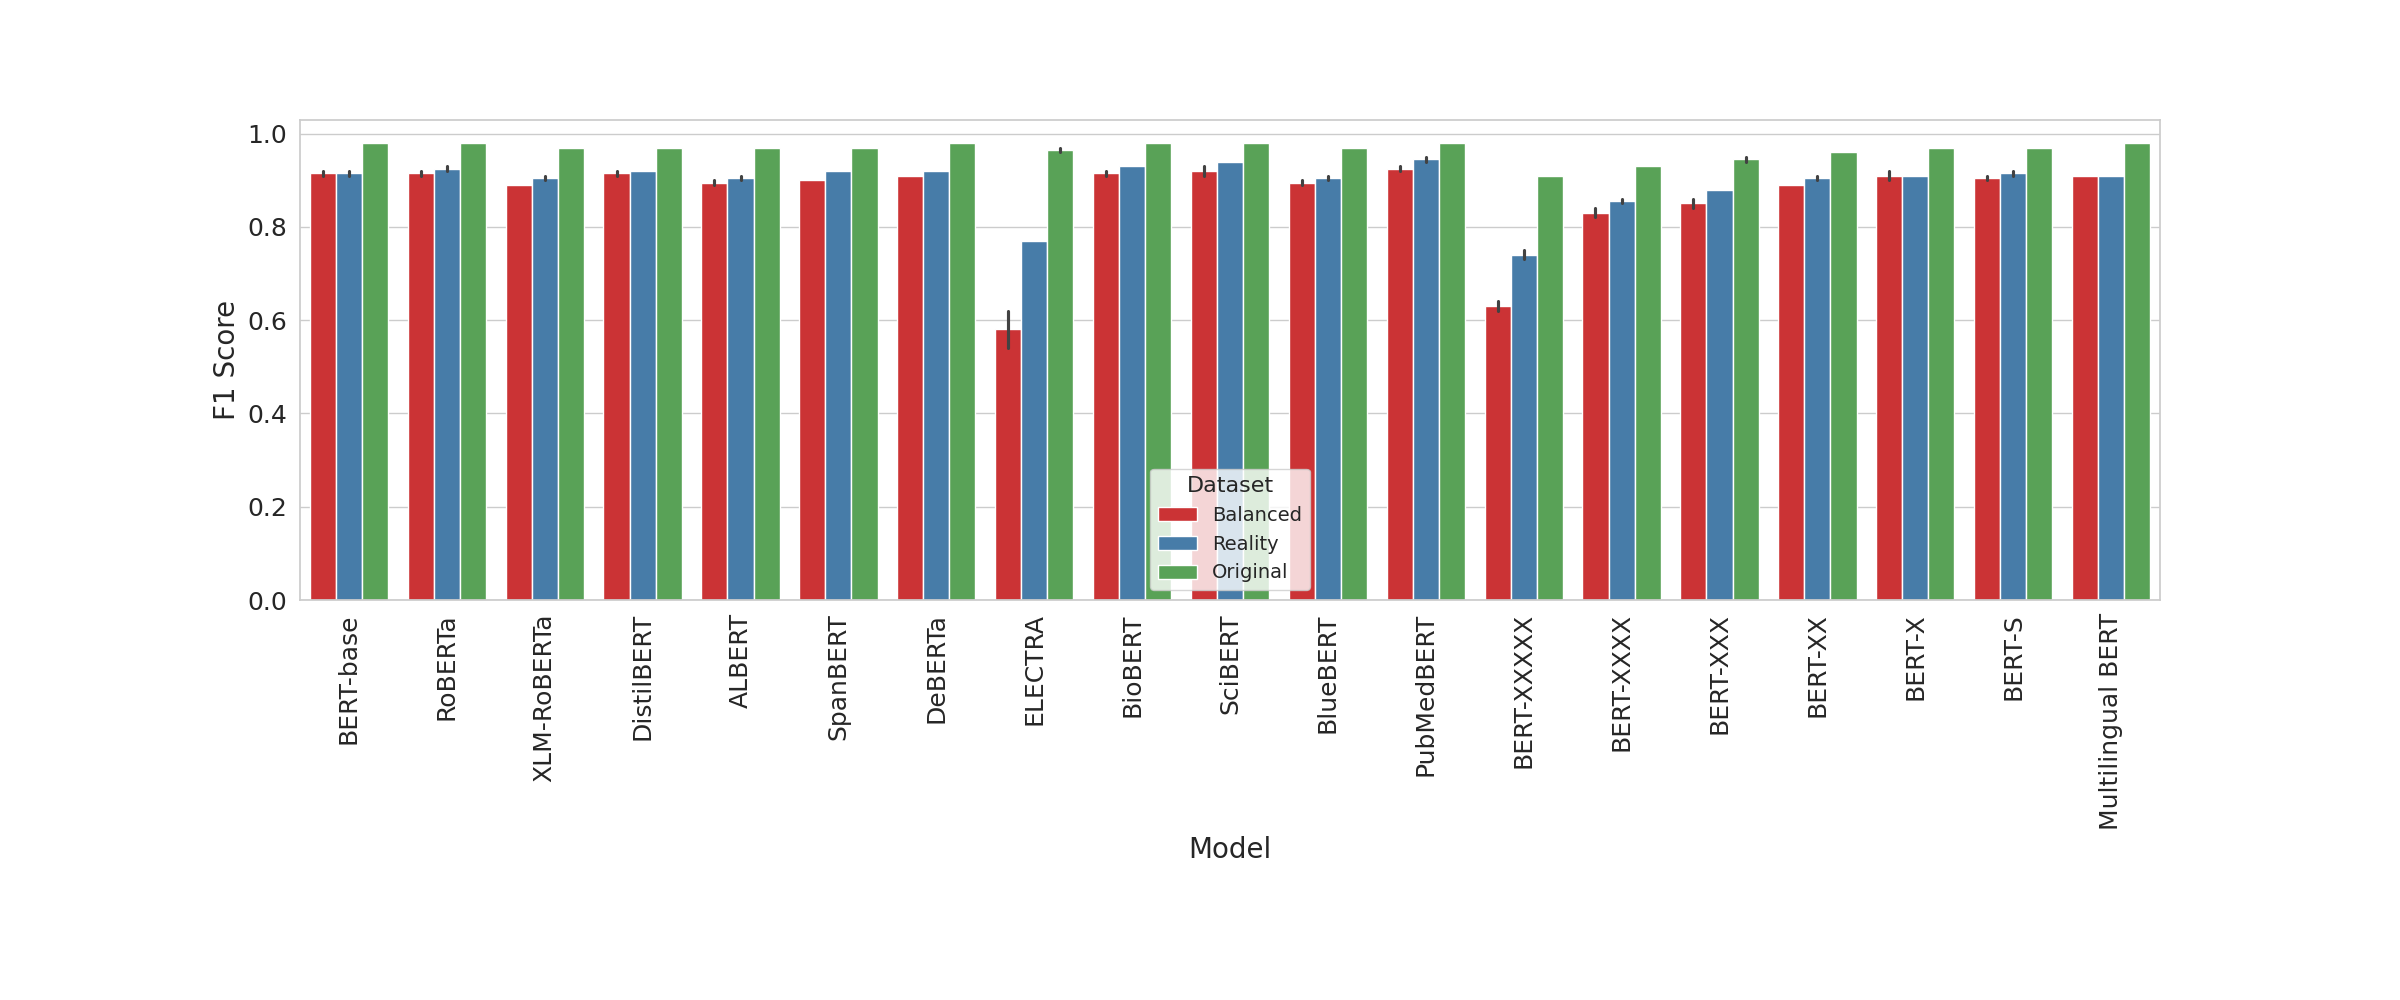 1.0
0.8
0.6
0.4
0.2
0.0
F1 Score
Dataset
Balanced
Reality
Original
BERT-base
RoBERTa
XLM-RoBERTa
DistilBERT
ALBERT
SpanBERT
DeBERTa
ELECTRA
BioBERT
SciBERT
BlueBERT
PubMedBERT
BERT-XXXXX
BERT-XXXX
BERT-XXX
BERT-XX
BERT-X
BERT-S
Multilingual BERT
Model